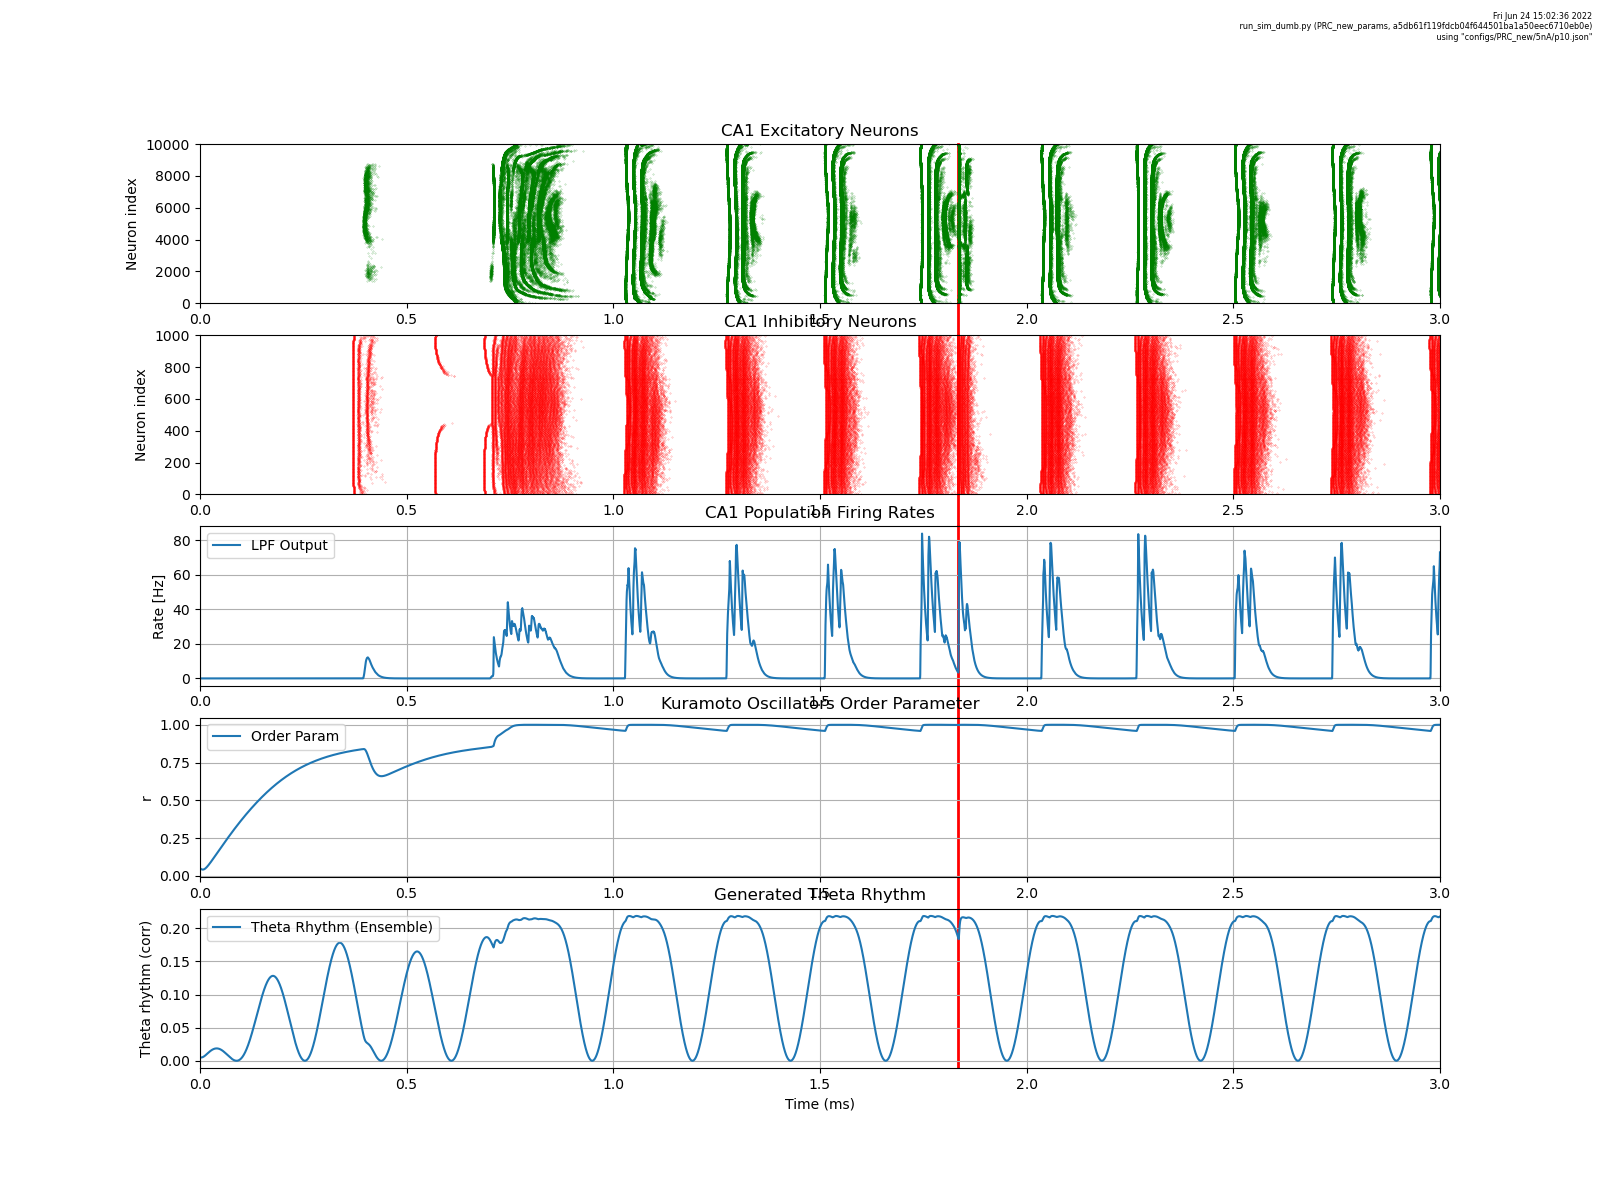 Fri Jun 24 15:02:36 2022
run_sim_dumb.py (PRC_new_params, a5db61f119fdcb04f644501ba1a50eec6710eb0e)
using "configs/PRC_new/5nA/p10.json"
CA1 Excitatory Neurons
Neuron index
10000
8000
6000
4000
2000
0
0.0 0.5 1.0 1.5 2.0 2.5 3.0
CA1 Inhibitory Neurons
Neuron index
1000
800
600
400
200
0
0.0 0.5 1.0 1.5 2.0 2.5 3.0
CA1 Population Firing Rates
Rate [Hz]
LPF Output
80
60
40
20
0
0.0 0.5 1.0 1.5 2.0 2.5 3.0
Kuramoto Oscillators Order Parameter
r
Order Param
1.00
0.75
0.50
0.25
0.00
0.0 0.5 1.0 1.5 2.0 2.5 3.0
Generated Theta Rhythm
Theta rhythm (corr)
Theta Rhythm (Ensemble)
0.20
0.15
0.10
0.05
0.00
0.0 0.5 1.0 1.5 2.0 2.5 3.0
Time (ms)